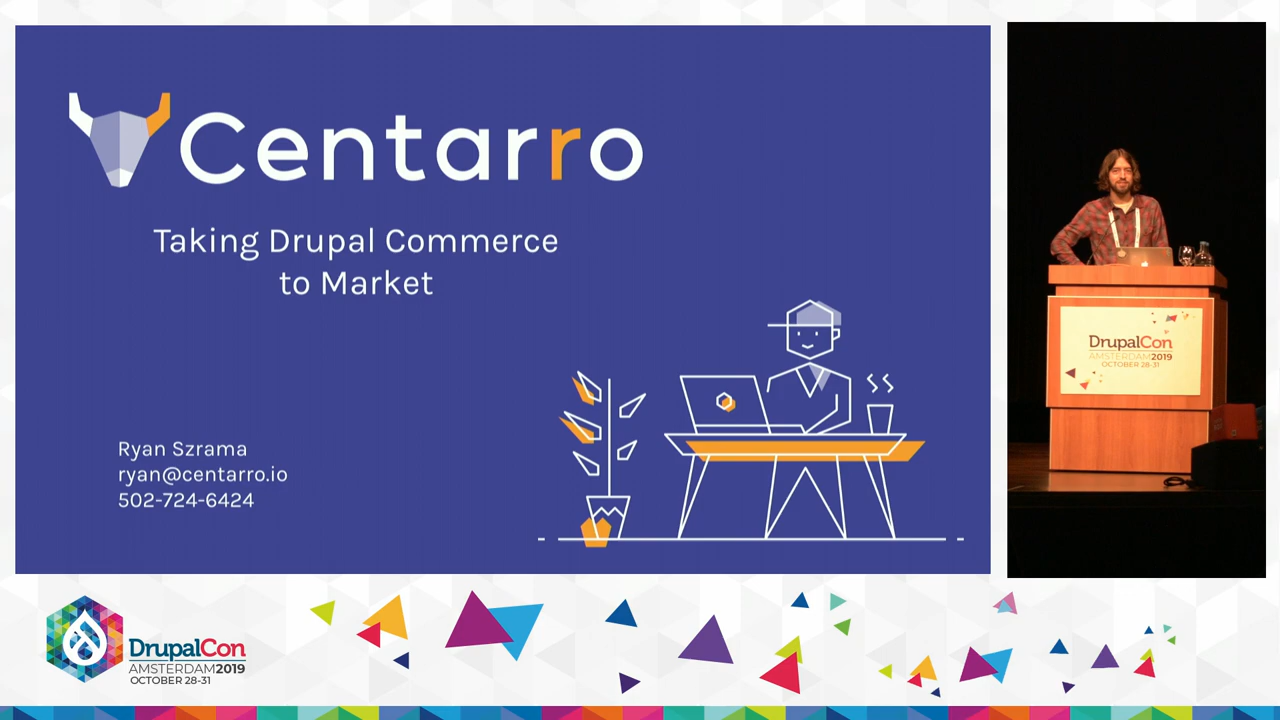 Centarro
Taking Drupal Commerce
to Market
Ryan Szrama
ryan@centarro.io
502-724-6424
DrupalCon
AMSTERDAM2019
OCTOBER 28-31
DrupalCon
AMSTERDAM2019
OCTOBER 28-31